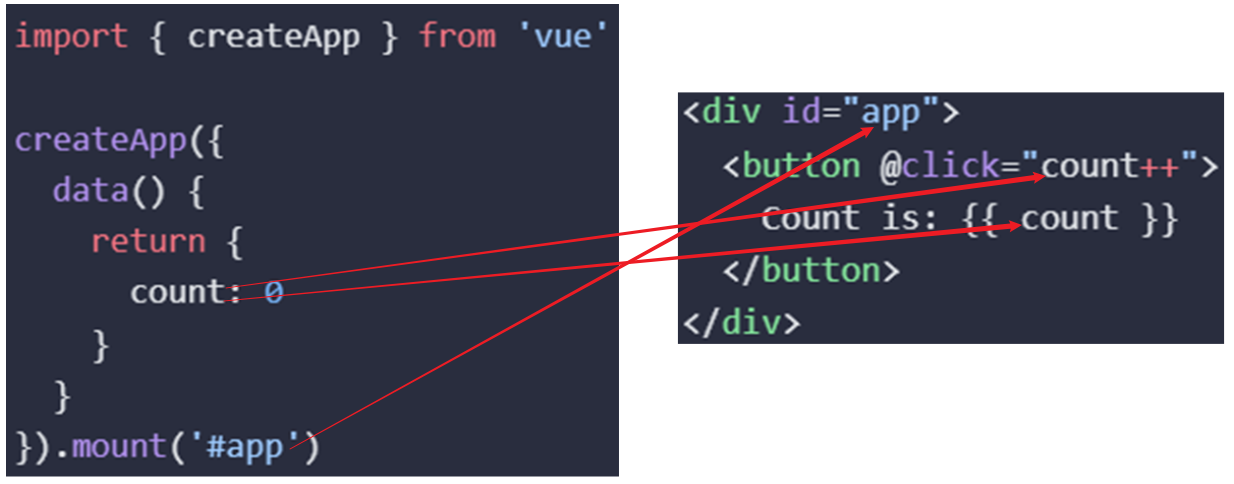 import { createApp } from 'vue'
createApp({
  data() {
    return {
      count: 0
    }
  }
}).mount('#app')
<div id="app">
  <button @click="count++">
    Count is: {{ count }}
  </button>
</div>